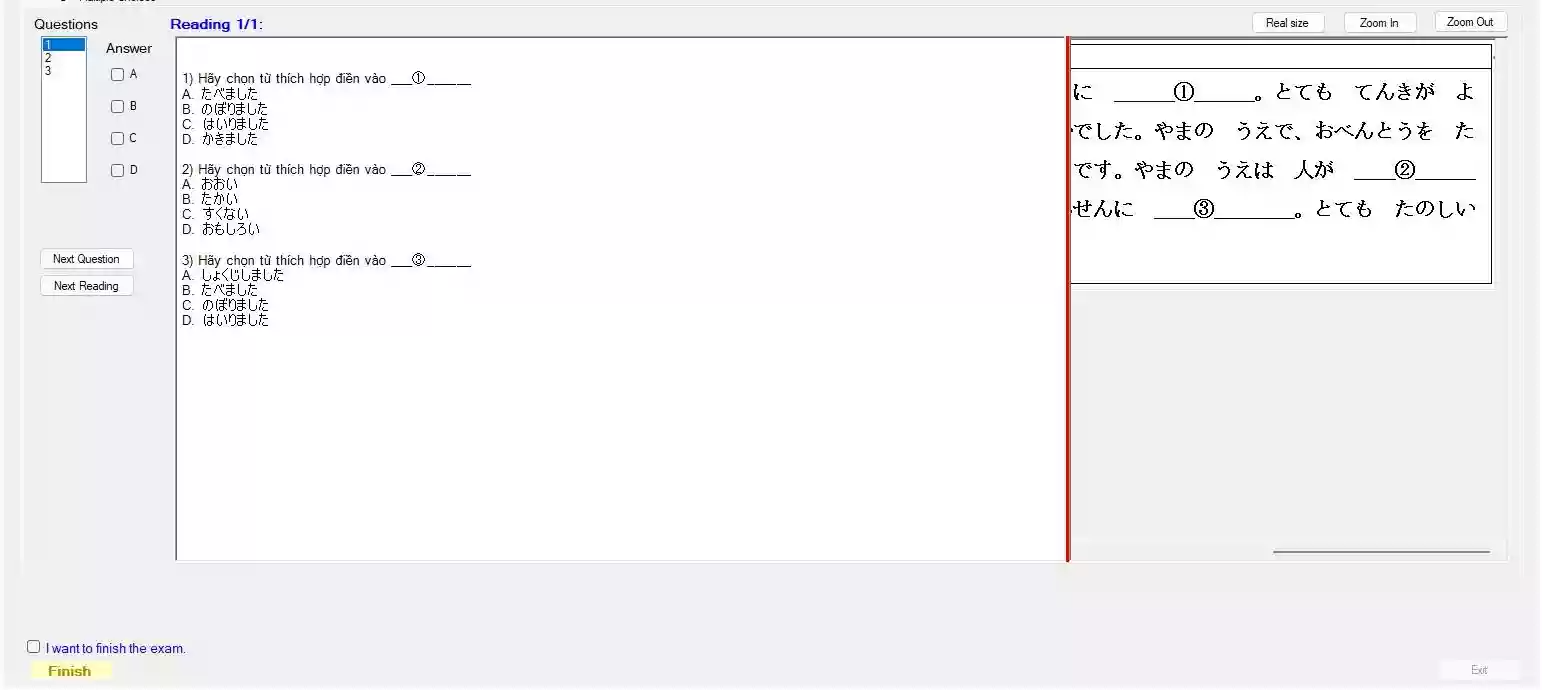 Questions
Reading 1/1:
Real size
Zoom In
Zoom Out
1
2
3
Answer
A
B
C
D
Next Question
Next Reading
1) Hãy chọn từ thích hợp điền vào ___①______
A. たべました
B. のぼりました
C. はいりました
D. かきました
2) Hãy chọn từ thích hợp điền vào ___②______
A. おおい
B. たかい
C. すくない
D. おもしろい
3) Hãy chọn từ thích hợp điền vào ___③______
A. しょくじしました
B. たべました
C. のぼりました
D. はいりました
に ______①______。とても てんきが よ
でした。やまの うえで、おべんとうを た
です。やまの うえは 人が ____②______
せんに ____③________。とても たのしい
I want to finish the exam.
Finish
Exit